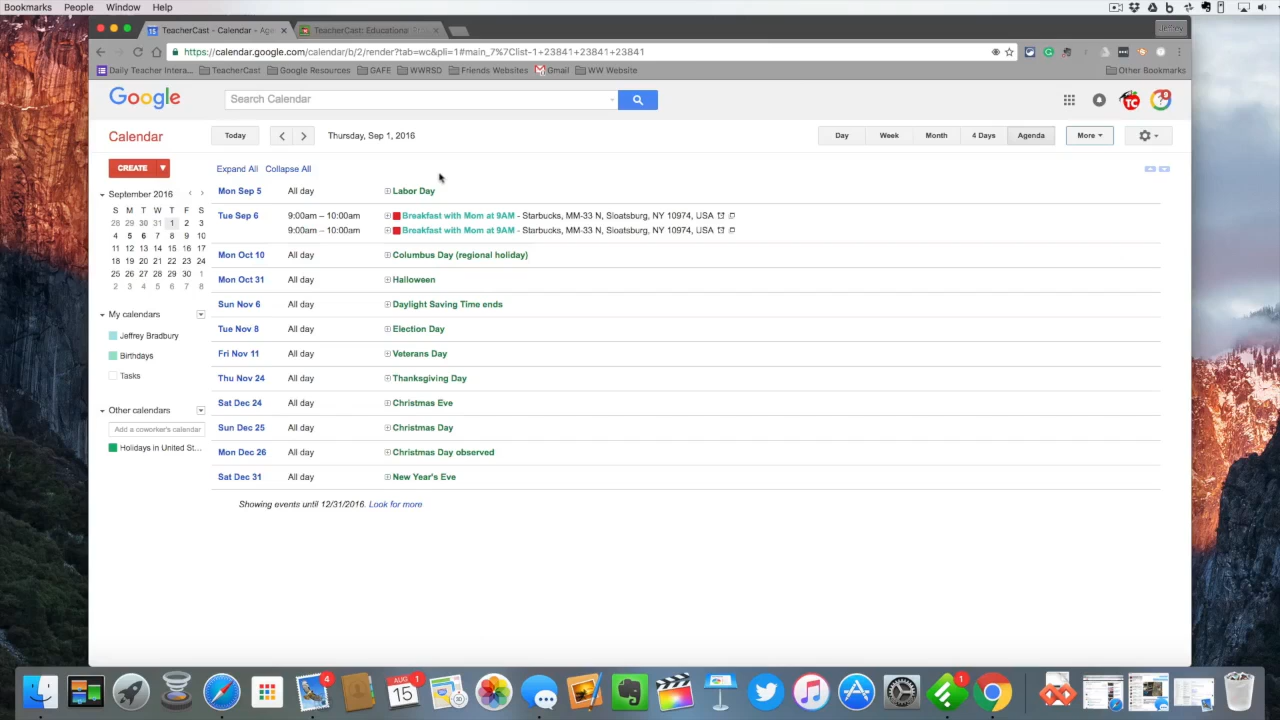 Bookmarks People Window Help
TeacherCast - Age
TeacherCast: Educational
Jeffrey
https://calendar.google.com/calendar/b/2/render?tab=wc&pli=1#main_7%7Clist-1+23841+23841+23841
Daily Teacher Intera... TeacherCast Google Resources GAFE WWRSD Friends Websites Gmail WW Website Other Bookmarks
Google
Search Calendar
TC
9
Calendar
Today
Thursday, Sep 1, 2016
Day Week Month 4 Days Agenda More
CREATE
Expand All Collapse All
September 2016
S M T W T F S
28 29 30 31 1 2 3
4 5 6 7 8 9 10
11 12 13 14 15 16 17
18 19 20 21 22 23 24
25 26 27 28 29 30 1
2 3 4 5 6 7 8
My calendars
Jeffrey Bradbury
Birthdays
Tasks
Other calendars
Add a coworker's calendar
Holidays in United St...
Mon Sep 5 All day Labor Day
Tue Sep 6 9:00am – 10:00am Breakfast with Mom at 9AM - Starbucks, MM-33 N, Sloatsburg, NY 10974, USA
9:00am – 10:00am Breakfast with Mom at 9AM - Starbucks, MM-33 N, Sloatsburg, NY 10974, USA
Mon Oct 10 All day Columbus Day (regional holiday)
Mon Oct 31 All day Halloween
Sun Nov 6 All day Daylight Saving Time ends
Tue Nov 8 All day Election Day
Fri Nov 11 All day Veterans Day
Thu Nov 24 All day Thanksgiving Day
Sat Dec 24 All day Christmas Eve
Sun Dec 25 All day Christmas Day
Mon Dec 26 All day Christmas Day observed
Sat Dec 31 All day New Year's Eve
Showing events until 12/31/2016. Look for more
4
AUG
15
1
1